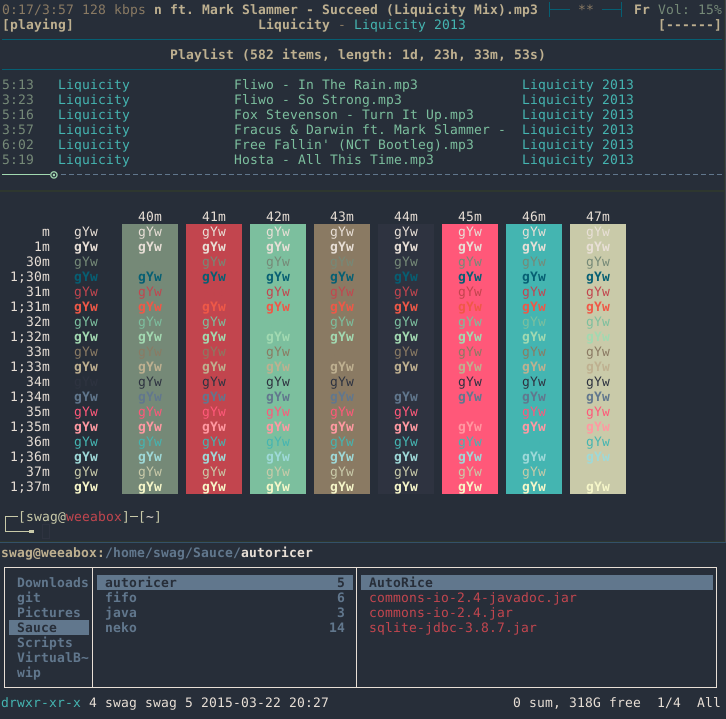 0:17/3:57 128 kbps n ft. Mark Slammer - Succeed (Liquicity Mix).mp3 ├── ** ──┤ Fr Vol: 15%
[playing] Liquicity - Liquicity 2013 [------]
Playlist (582 items, length: 1d, 23h, 33m, 53s)
5:13 Liquicity Fliwo - In The Rain.mp3 Liquicity 2013
3:23 Liquicity Fliwo - So Strong.mp3 Liquicity 2013
5:16 Liquicity Fox Stevenson - Turn It Up.mp3 Liquicity 2013
3:57 Liquicity Fracus & Darwin ft. Mark Slammer - Liquicity 2013
6:02 Liquicity Free Fallin' (NCT Bootleg).mp3 Liquicity 2013
5:19 Liquicity Hosta - All This Time.mp3 Liquicity 2013
40m 41m 42m 43m 44m 45m 46m 47m
m gYw gYw gYw gYw gYw gYw gYw gYw gYw
1m gYw gYw gYw gYw gYw gYw gYw gYw gYw
30m gYw gYw gYw gYw gYw gYw gYw gYw
1;30m gYw gYw gYw gYw gYw gYw gYw gYw gYw
31m gYw gYw gYw gYw gYw gYw gYw gYw
1;31m gYw gYw gYw gYw gYw gYw gYw gYw gYw
32m gYw gYw gYw gYw gYw gYw gYw gYw
1;32m gYw gYw gYw gYw gYw gYw gYw gYw gYw
33m gYw gYw gYw gYw gYw gYw gYw gYw
1;33m gYw gYw gYw gYw gYw gYw gYw gYw gYw
34m gYw gYw gYw gYw gYw gYw gYw
1;34m gYw gYw gYw gYw gYw gYw gYw gYw gYw
35m gYw gYw gYw gYw gYw gYw gYw gYw
1;35m gYw gYw gYw gYw gYw gYw gYw gYw gYw
36m gYw gYw gYw gYw gYw gYw gYw gYw
1;36m gYw gYw gYw gYw gYw gYw gYw gYw gYw
37m gYw gYw gYw gYw gYw gYw gYw gYw
1;37m gYw gYw gYw gYw gYw gYw gYw gYw gYw
┌─[swag@weeabox]─[~]
└──╼
swag@weeabox:/home/swag/Sauce/autoricer
Downloads autoricer 5 AutoRice
git fifo 6 commons-io-2.4-javadoc.jar
Pictures java 3 commons-io-2.4.jar
Sauce neko 14 sqlite-jdbc-3.8.7.jar
Scripts
VirtualB~
wip
drwxr-xr-x 4 swag swag 5 2015-03-22 20:27 0 sum, 318G free 1/4 All